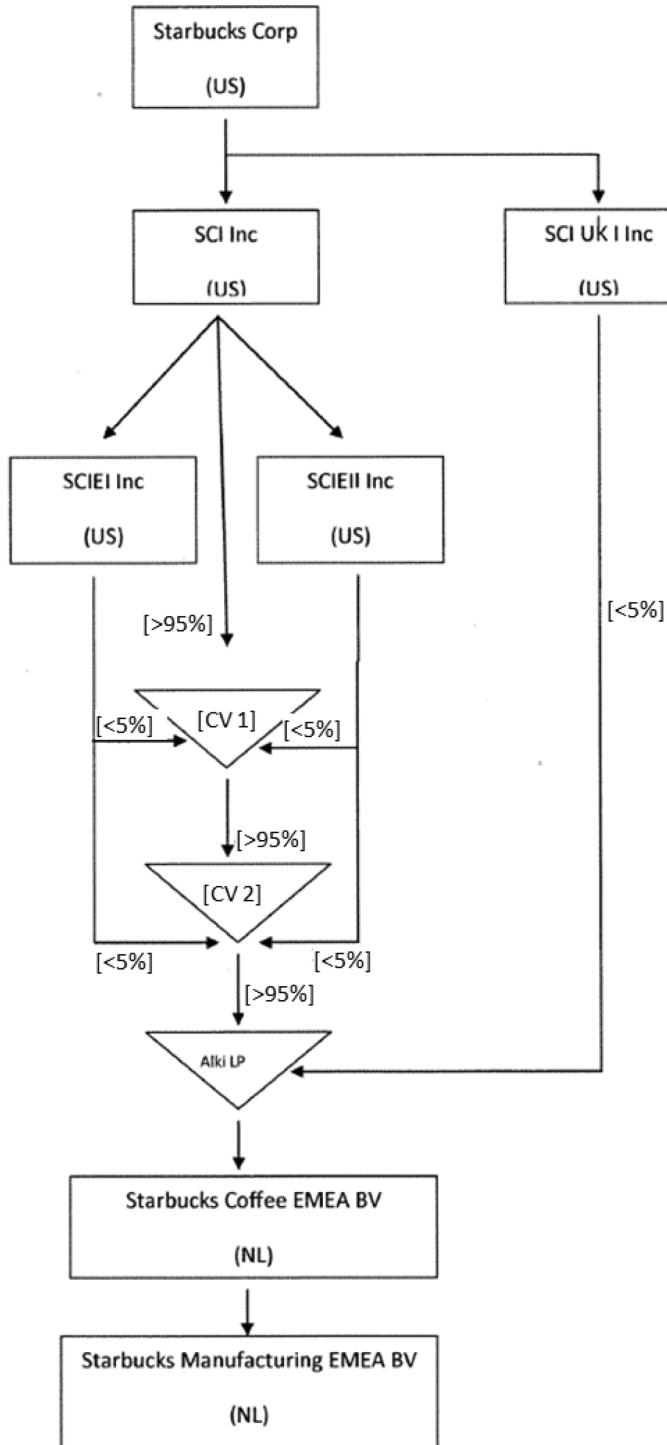 Starbucks Corp
(US)
SCI Inc
(US)
SCI UK I Inc
(US)
SCIEI Inc
(US)
SCIEII Inc
(US)
[>95%]
[<5%]
[<5%]
[CV 1]
[<5%]
[>95%]
[CV 2]
[<5%]
[<5%]
[>95%]
Alki LP
Starbucks Coffee EMEA BV
(NL)
Starbucks Manufacturing EMEA BV
(NL)